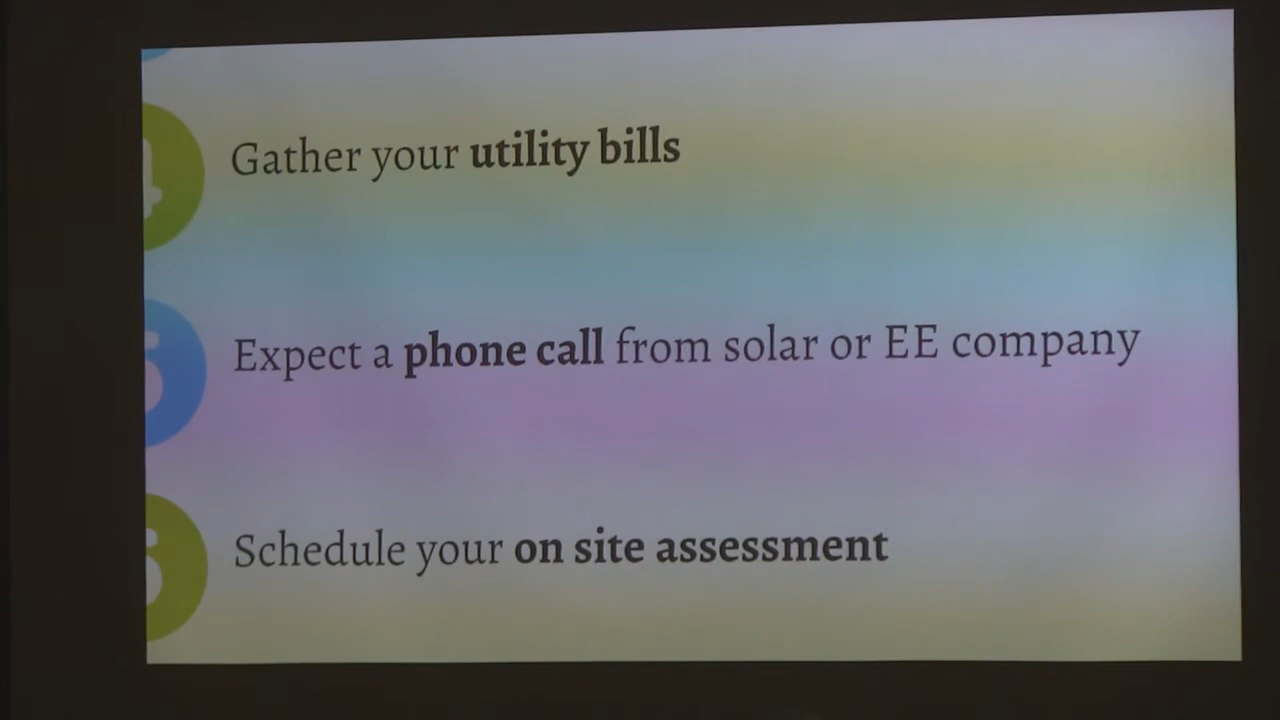 Gather your utility bills
Expect a phone call from solar or EE company
Schedule your on site assessment